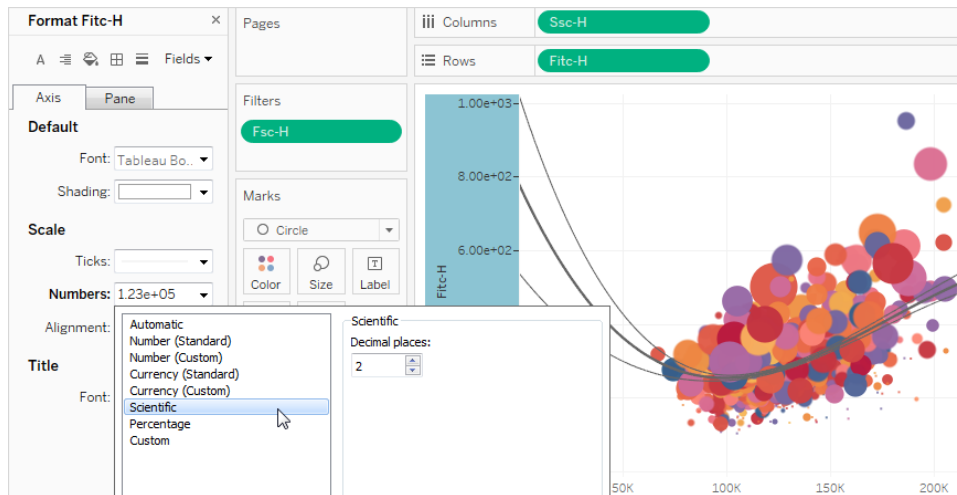 Format Fitc-H ×
A Fields
Axis Pane
Default
Font: Tableau Bo..
Shading:
Scale
Ticks:
Numbers: 1.23e+05
Alignment:
Title
Font:
Pages
Filters
Fsc-H
Marks
Circle
Color Size T Label
Columns Ssc-H
Rows Fitc-H
Automatic
Number (Standard)
Number (Custom)
Currency (Standard)
Currency (Custom)
Scientific
Percentage
Custom
Scientific
Decimal places:
2
1.00e+03
8.00e+02
6.00e+02
Fitc-H
50K 100K 150K 200K